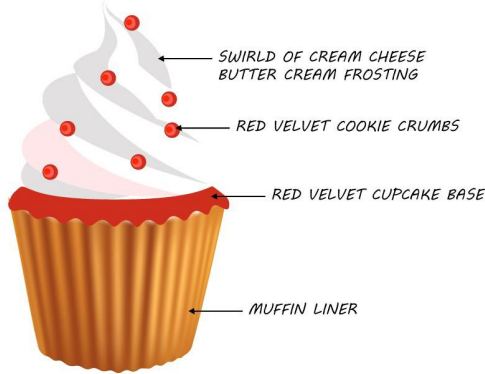 SWIRLD OF CREAM CHEESE
BUTTER CREAM FROSTING
RED VELVET COOKIE CRUMBS
RED VELVET CUPCAKE BASE
MUFFIN LINER